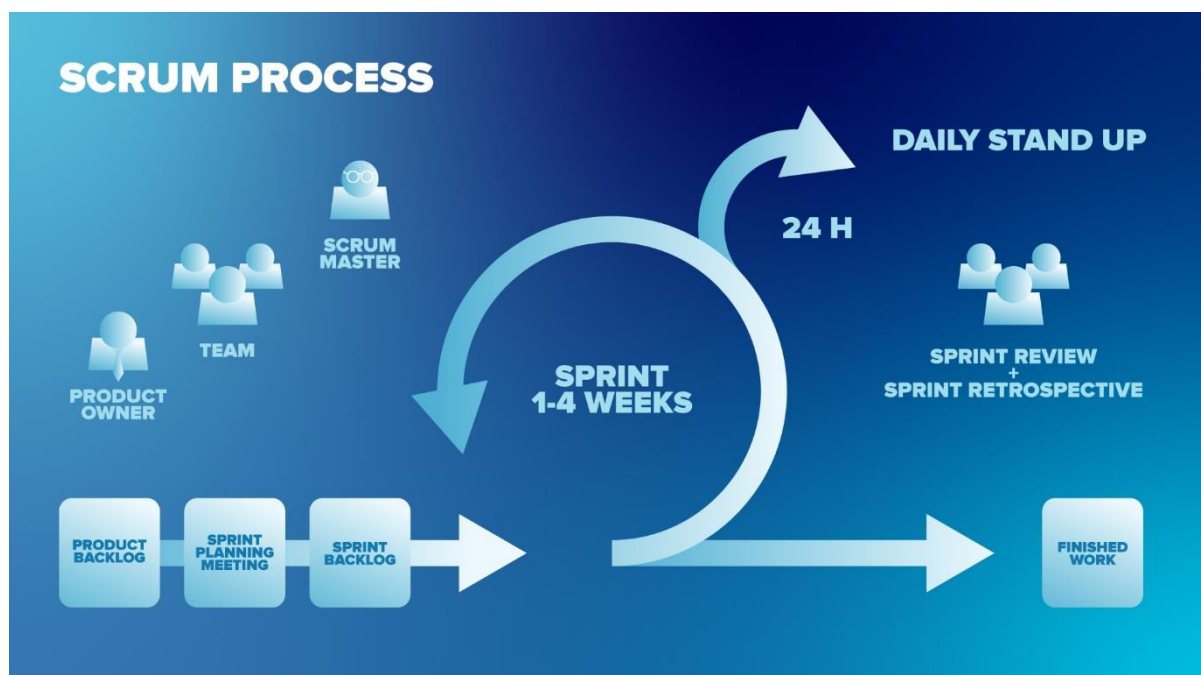 SCRUM PROCESS
DAILY STAND UP
24 H
SCRUM
MASTER
TEAM
PRODUCT
OWNER
SPRINT
1-4 WEEKS
SPRINT REVIEW
+
SPRINT RETROSPECTIVE
PRODUCT
BACKLOG
SPRINT
PLANNING
MEETING
SPRINT
BACKLOG
FINISHED
WORK